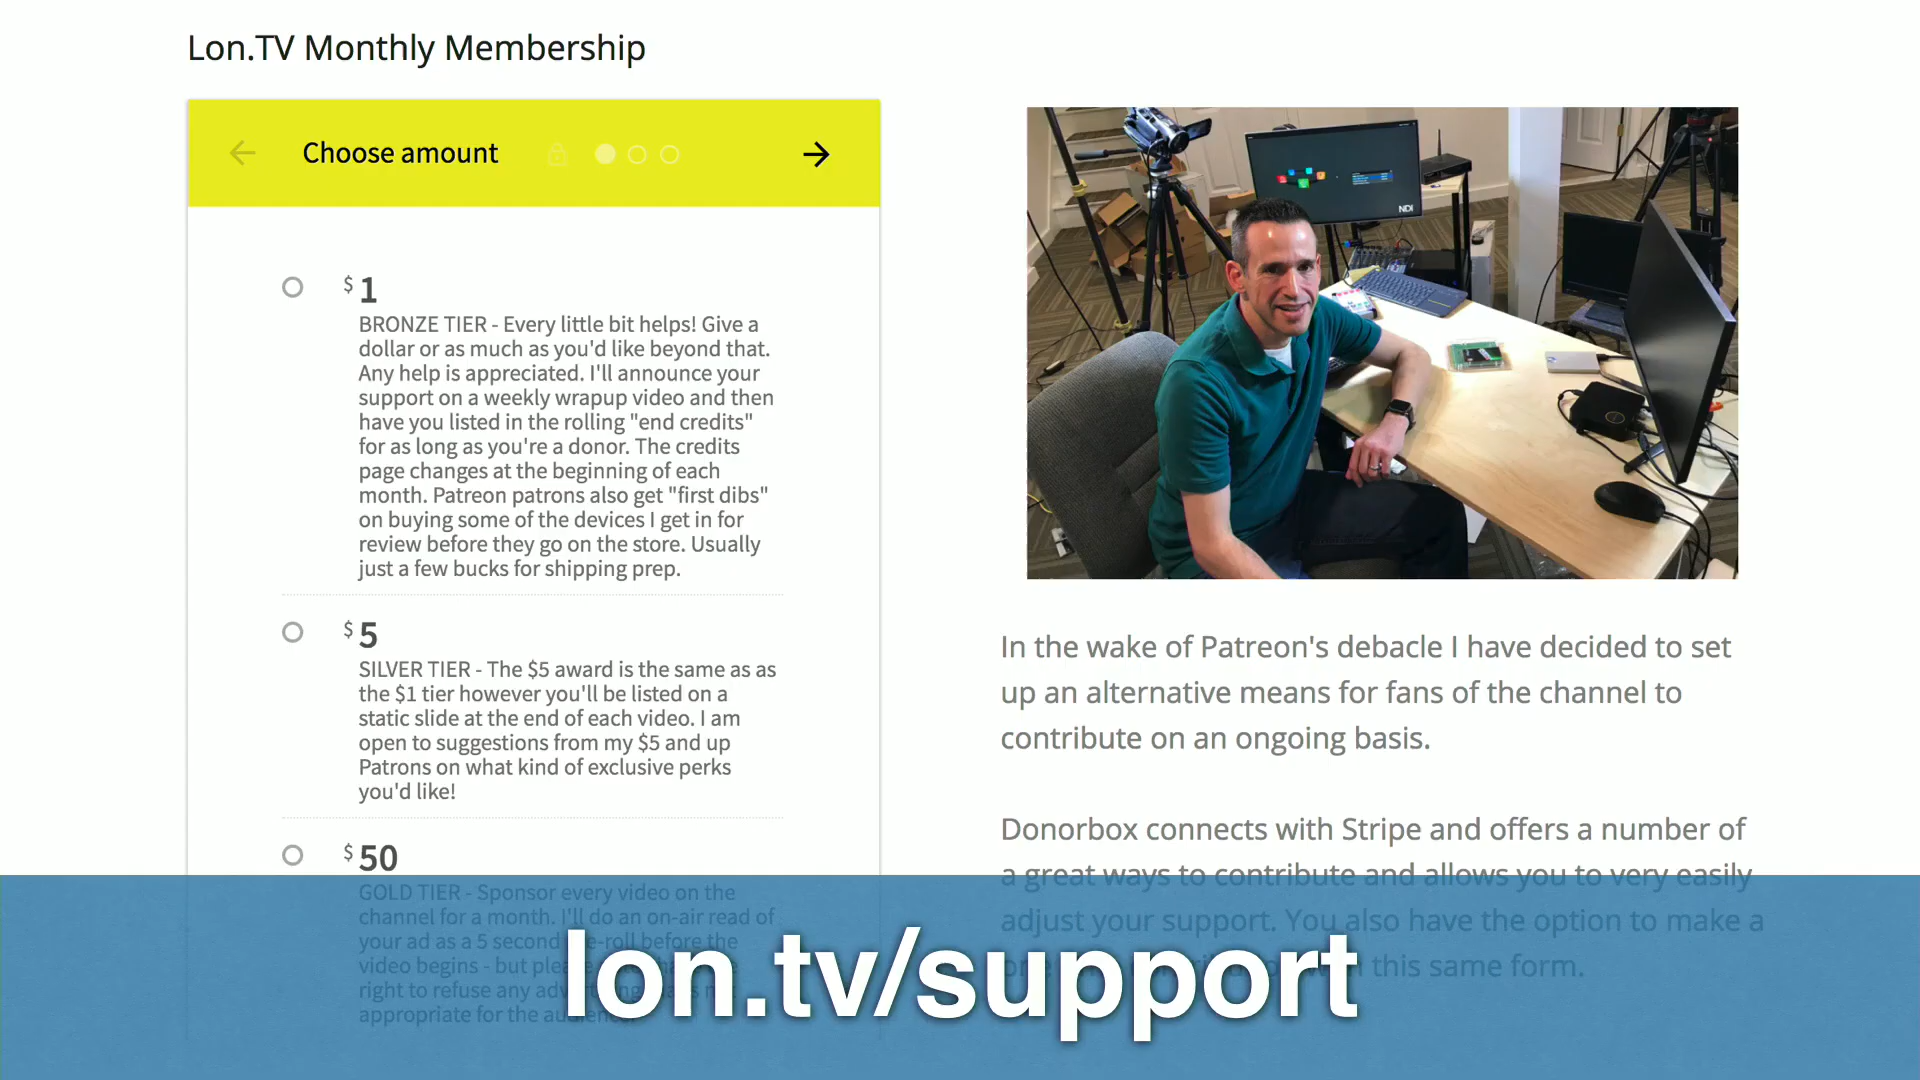 Lon.TV Monthly Membership
Choose amount
$ 1
BRONZE TIER - Every little bit helps! Give a
dollar or as much as you'd like beyond that.
Any help is appreciated. I'll announce your
support on a weekly wrapup video and then
have you listed in the rolling "end credits"
for as long as you're a donor. The credits
page changes at the beginning of each
month. Patreon patrons also get "first dibs"
on buying some of the devices I get in for
review before they go on the store. Usually
just a few bucks for shipping prep.
$ 5
SILVER TIER - The $5 award is the same as as
the $1 tier however you'll be listed on a
static slide at the end of each video. I am
open to suggestions from my $5 and up
Patrons on what kind of exclusive perks
you'd like!
$ 50
GOLD TIER - Sponsor every video on the
channel for a month. I'll do an on-air read of
your ad as a 5 second before the
video begins - but
right to refuse any
appropriate for the
NDI
In the wake of Patreon's debacle I have decided to set
up an alternative means for fans of the channel to
contribute on an ongoing basis.
Donorbox connects with Stripe and offers a number of
a great ways to contribute and allows you to very easily
adjust your support. You also have the option to make a
this same form.
lon.tv/support